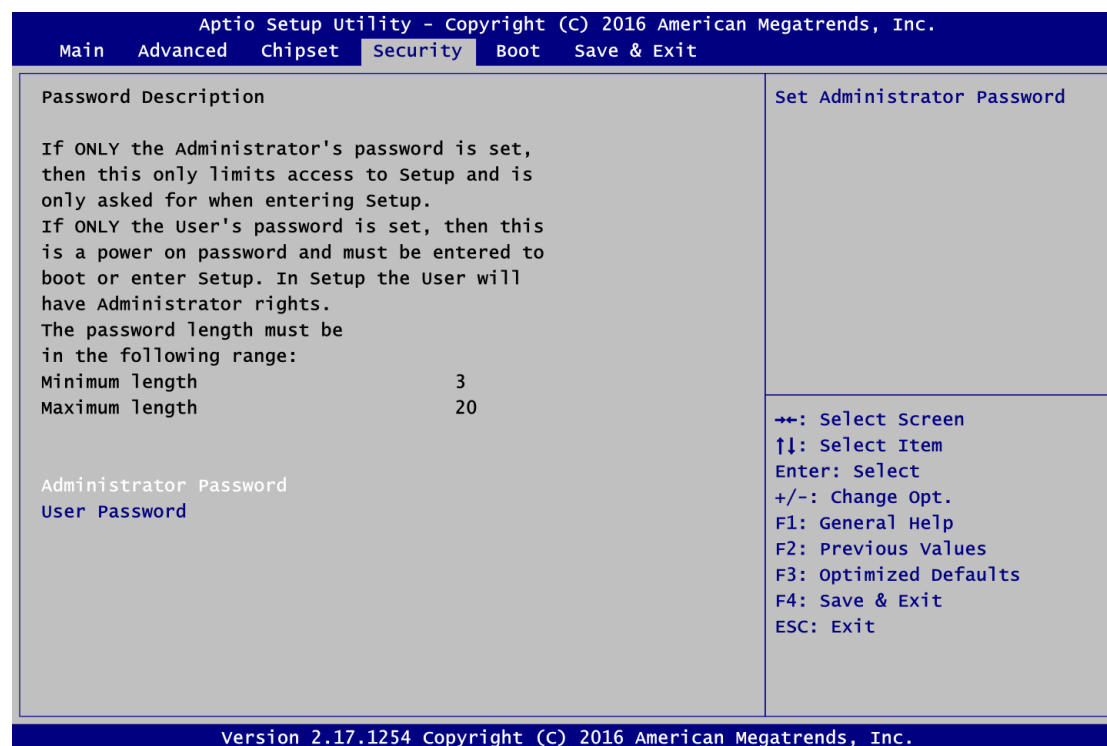 Aptio Setup Utility – Copyright (C) 2016 American Megatrends, Inc.
Main Advanced Chipset Security Boot Save & Exit
Password Description
If ONLY the Administrator's password is set,
then this only limits access to Setup and is
only asked for when entering Setup.
If ONLY the User's password is set, then this
is a power on password and must be entered to
boot or enter Setup. In Setup the User will
have Administrator rights.
The password length must be
in the following range:
Minimum length 3
Maximum length 20
Administrator Password
User Password
Set Administrator Password
→←: Select Screen
↑↓: Select Item
Enter: Select
+/-: Change Opt.
F1: General Help
F2: Previous Values
F3: Optimized Defaults
F4: Save & Exit
ESC: Exit
Version 2.17.1254 Copyright (C) 2016 American Megatrends, Inc.